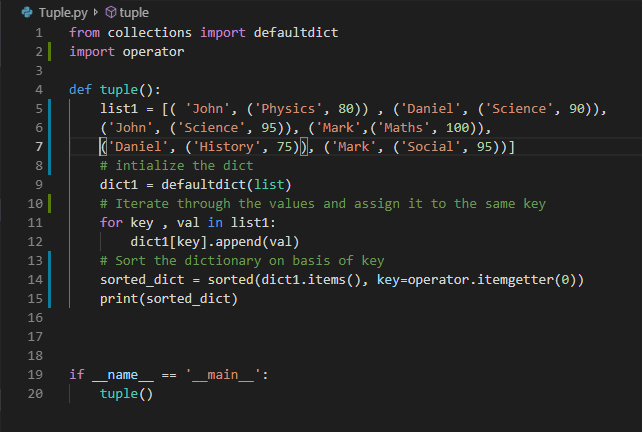 Tuple.py > tuple
1 from collections import defaultdict
2 import operator
3
4 def tuple():
5     list1 = [( 'John', ('Physics', 80)) , ('Daniel', ('Science', 90)),
6     ('John', ('Science', 95)), ('Mark',('Maths', 100)),
7     ('Daniel', ('History', 75)), ('Mark', ('Social', 95))]
8     # intialize the dict
9     dict1 = defaultdict(list)
10     # Iterate through the values and assign it to the same key
11     for key , val in list1:
12         dict1[key].append(val)
13     # Sort the dictionary on basis of key
14     sorted_dict = sorted(dict1.items(), key=operator.itemgetter(0))
15     print(sorted_dict)
16
17
18
19 if __name__ == '__main__':
20     tuple()